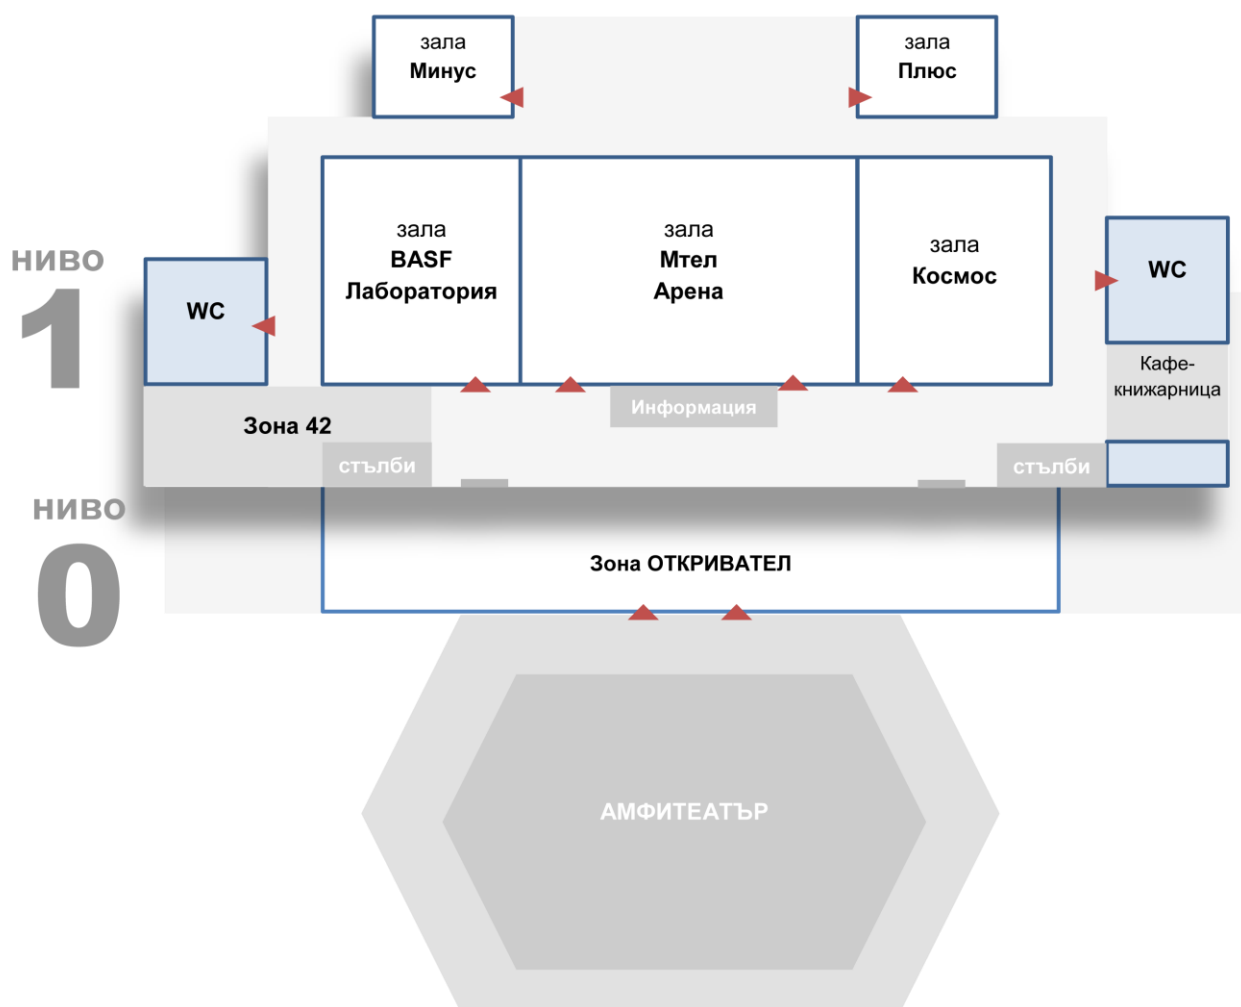 зала
Минус
зала
Плюс
ниво
1
WC
зала
BASF
Лаборатория
зала
Мтел
Арена
зала
Космос
WC
Кафе-
книжарница
Информация
Зона 42
стълби
стълби
ниво
0
Зона ОТКРИВАТЕЛ
АМФИТЕАТЪР